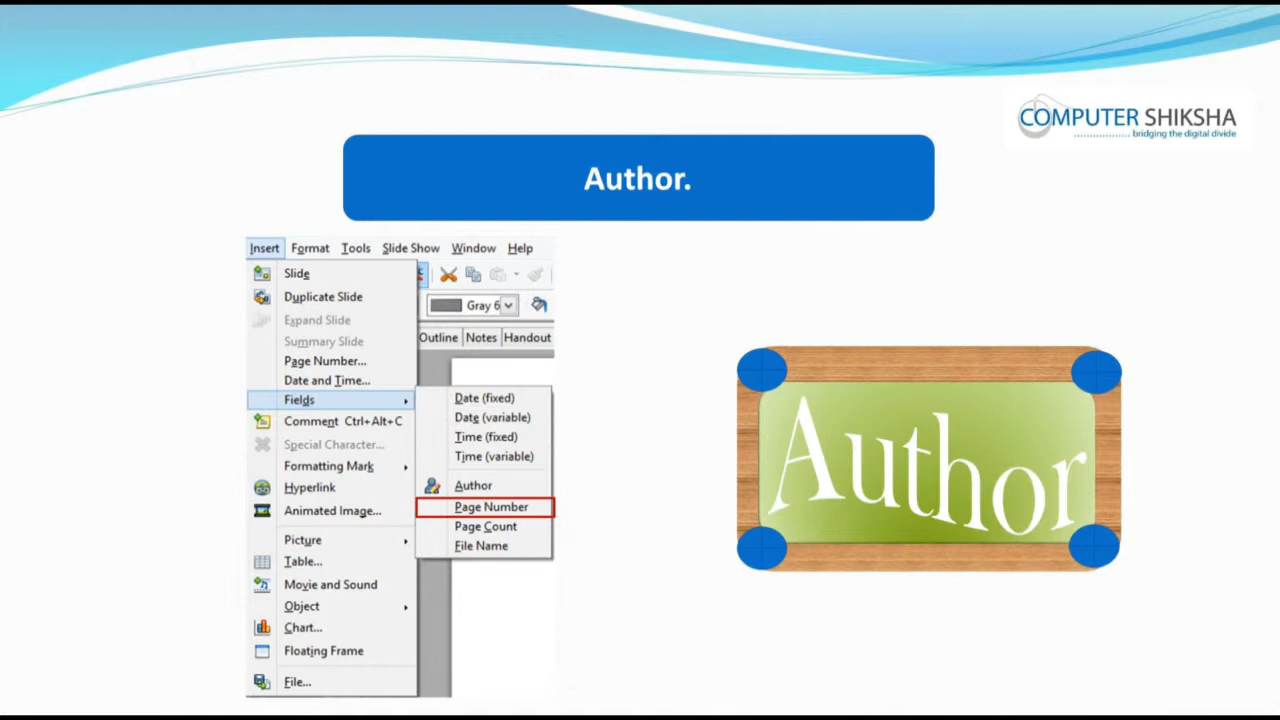 COMPUTER SHIKSHA
bridging the digital divide
Author.
Insert Format Tools Slide Show Window Help
Slide
Duplicate Slide
Gray 6
Expand Slide
Summary Slide
Outline Notes Handout
Page Number...
Date and Time...
Fields
Comment Ctrl+Alt+C
Special Character...
Formatting Mark
Hyperlink
Animated Image...
Picture
Table...
Movie and Sound
Object
Chart...
Floating Frame
File...
Date (fixed)
Date (variable)
Time (fixed)
Time (variable)
Author
Page Number
Page Count
File Name
Author